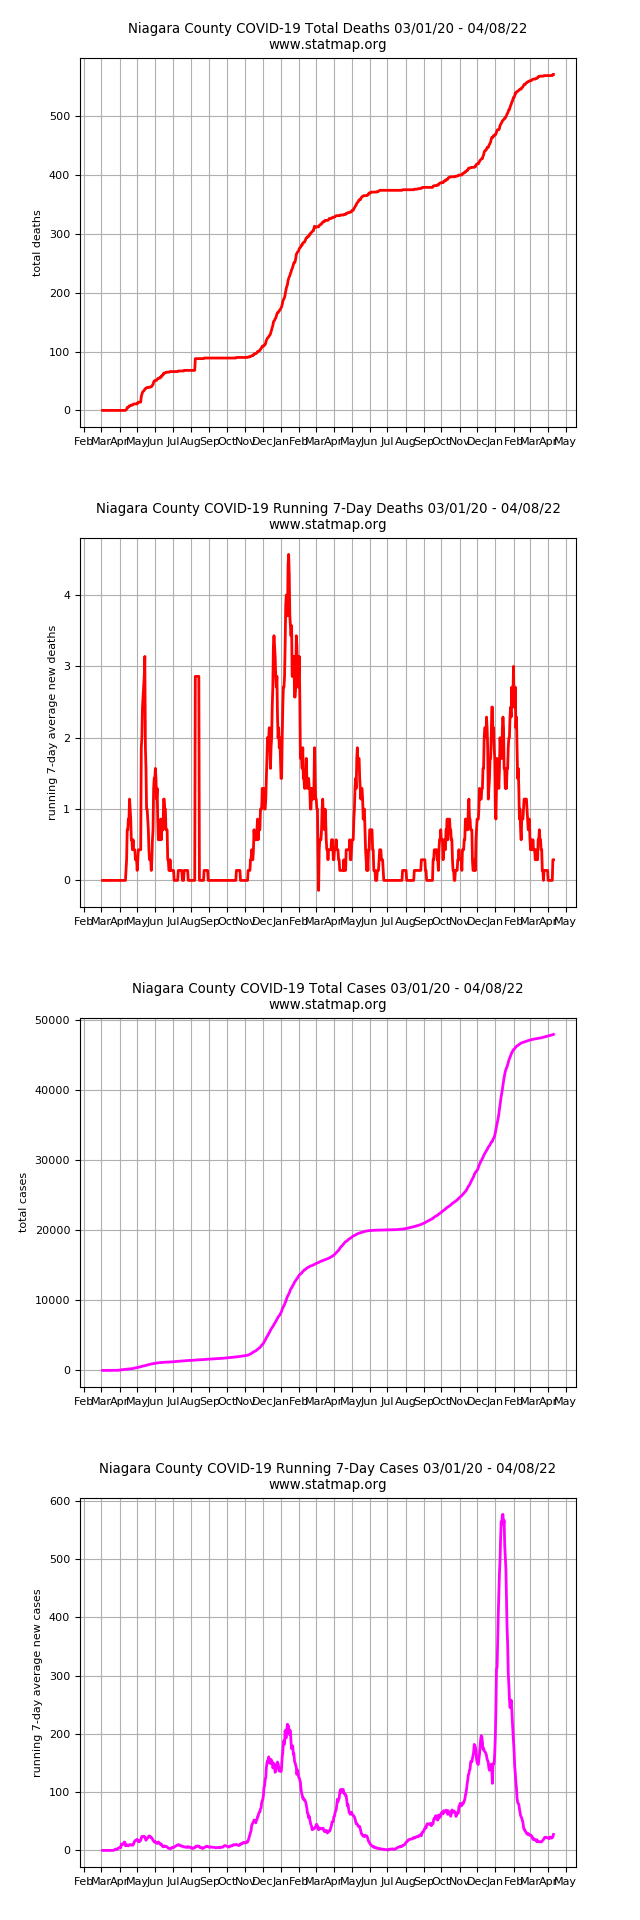 Niagara County COVID-19 Total Deaths 03/01/20 - 04/08/22
www.statmap.org
500
400
300
200
100
0
total deaths
Feb Mar Apr May Jun Jul Aug Sep Oct Nov Dec Jan Feb Mar Apr May Jun Jul Aug Sep Oct Nov Dec Jan Feb Mar Apr May
Niagara County COVID-19 Running 7-Day Deaths 03/01/20 - 04/08/22
www.statmap.org
4
3
2
1
0
running 7-day average new deaths
Feb Mar Apr May Jun Jul Aug Sep Oct Nov Dec Jan Feb Mar Apr May Jun Jul Aug Sep Oct Nov Dec Jan Feb Mar Apr May
Niagara County COVID-19 Total Cases 03/01/20 - 04/08/22
www.statmap.org
50000
40000
30000
20000
10000
0
total cases
Feb Mar Apr May Jun Jul Aug Sep Oct Nov Dec Jan Feb Mar Apr May Jun Jul Aug Sep Oct Nov Dec Jan Feb Mar Apr May
Niagara County COVID-19 Running 7-Day Cases 03/01/20 - 04/08/22
www.statmap.org
600
500
400
300
200
100
0
running 7-day average new cases
Feb Mar Apr May Jun Jul Aug Sep Oct Nov Dec Jan Feb Mar Apr May Jun Jul Aug Sep Oct Nov Dec Jan Feb Mar Apr May